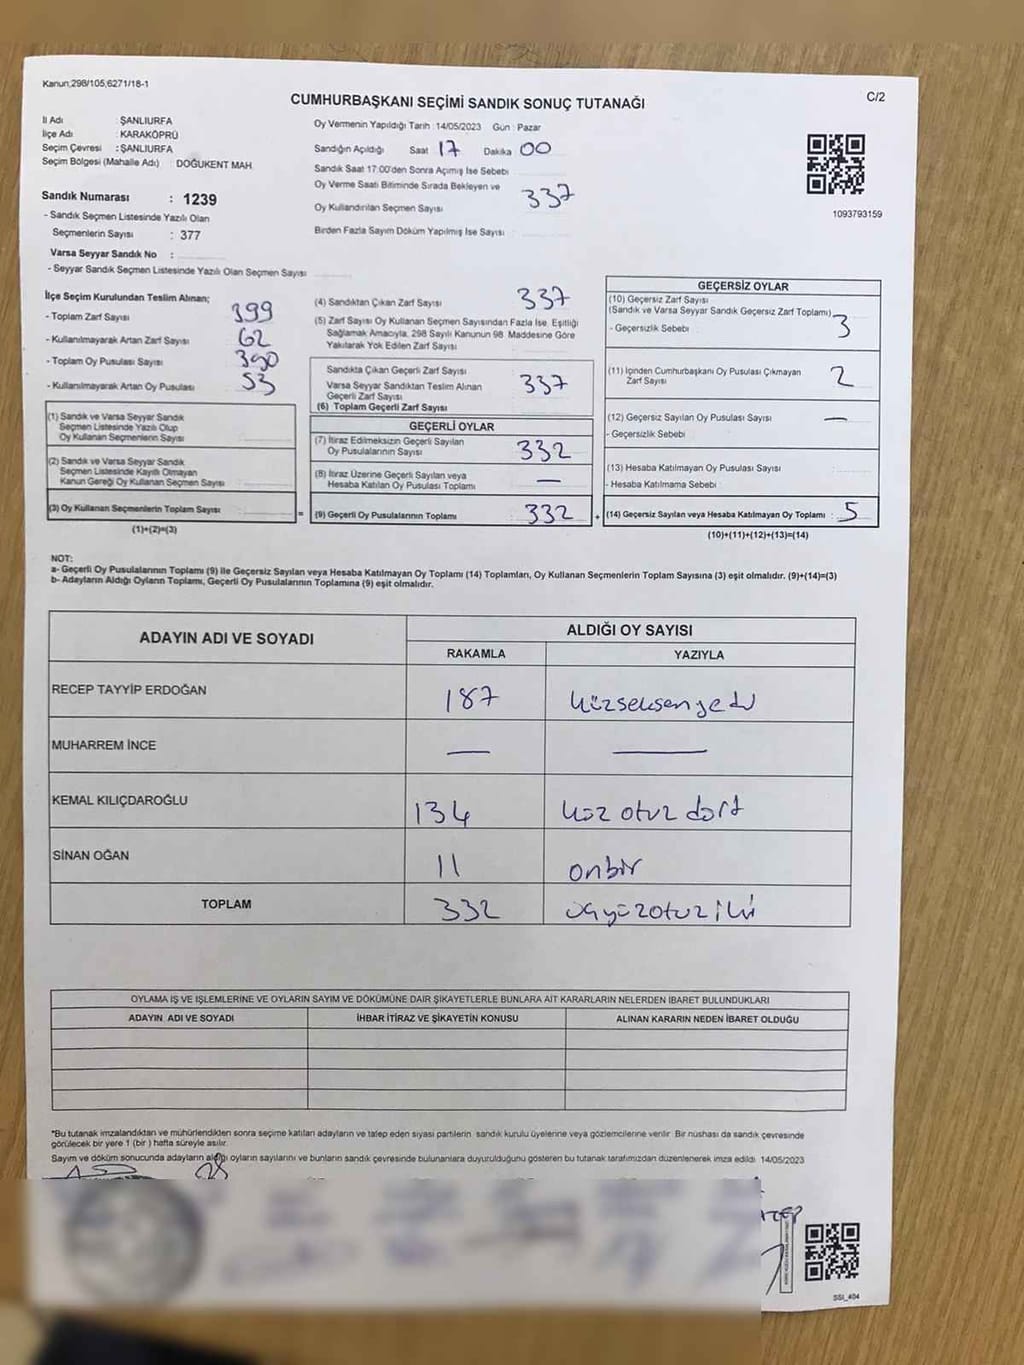 Kanun;298/105,6271/18-1
C/2
CUMHURBAŞKANI SEÇİMİ SANDIK SONUÇ TUTANAĞI
İl Adı : ŞANLIURFA
İlçe Adı : KARAKÖPRÜ
Seçim Çevresi : ŞANLIURFA
Seçim Bölgesi (Mahalle Adı) : DOĞUKENT MAH.
Sandık Numarası : 1239
- Sandık Seçmen Listesinde Yazılı Olan
Seçmenlerin Sayısı : 377
Varsa Seyyar Sandık No :
- Seyyar Sandık Seçmen Listesinde Yazılı Olan Seçmen Sayısı
Oy Vermenin Yapıldığı Tarih : 14/05/2023 Gün : Pazar
Sandığın Açıldığı Saat 17 Dakika 00
Sandık Saat 17:00'den Sonra Açımış İse Sebebi
Oy Verme Saati Bitiminde Sırada Bekleyen ve
Oy Kullandırılan Seçmen Sayısı 337
Birden Fazla Sayım Döküm Yapılmış İse Sayısı
1093793159
İlçe Seçim Kurulundan Teslim Alınan;
- Toplam Zarf Sayısı 399
- Kullanılmayarak Artan Zarf Sayısı 62
- Toplam Oy Pusulası Sayısı 390
- Kullanılmayarak Artan Oy Pusulası 53
(1) Sandık ve Varsa Seyyar Sandık
Seçmen Listesinde Yazılı Olup
Oy Kullanan Seçmenlerin Sayısı
(2) Sandık ve Varsa Seyyar Sandık
Seçmen Listesinde Kayıtlı Olmayan
Kanun Gereği Oy Kullanan Seçmen Sayısı
(3) Oy Kullanan Seçmenlerin Toplam Sayısı
(1)+(2)=(3)
(4) Sandıktan Çıkan Zarf Sayısı 337
(5) Zarf Sayısı Oy Kullanan Seçmen Sayısından Fazla İse, Eşitliği
Sağlamak Amacıyla, 298 Sayılı Kanunun 98. Maddesine Göre
Yakılarak Yok Edilen Zarf Sayısı
Sandıkta Çıkan Geçerli Zarf Sayısı
Varsa Seyyar Sandıktan Teslim Alınan 337
Geçerli Zarf Sayısı
(6) Toplam Geçerli Zarf Sayısı
GEÇERLİ OYLAR
(7) İtiraz Edilmeksizin Geçerli Sayılan
Oy Pusulalarının Sayısı 332
(8) İtiraz Üzerine Geçerli Sayılan veya
Hesaba Katılan Oy Pusulası Toplamı —
= (9) Geçerli Oy Pusulalarının Toplamı 332
GEÇERSİZ OYLAR
(10) Geçersiz Zarf Sayısı
(Sandık ve Varsa Seyyar Sandık Geçersiz Zarf Toplamı)
- Geçersizlik Sebebi 3
(11) İçinden Cumhurbaşkanı Oy Pusulası Çıkmayan
Zarf Sayısı 2
(12) Geçersiz Sayılan Oy Pusulası Sayısı —
- Geçersizlik Sebebi
(13) Hesaba Katılmayan Oy Pusulası Sayısı
- Hesaba Katılmama Sebebi
+ (14) Geçersiz Sayılan veya Hesaba Katılmayan Oy Toplamı : 5
(10)+(11)+(12)+(13)=(14)
NOT:
a- Geçerli Oy Pusulalarının Toplamı (9) ile Geçersiz Sayılan veya Hesaba Katılmayan Oy Toplamı (14) Toplamları, Oy Kullanan Seçmenlerin Toplam Sayısına (3) eşit olmalıdır. (9)+(14)=(3)
b- Adayların Aldığı Oyların Toplamı, Geçerli Oy Pusulalarının Toplamına (9) eşit olmalıdır.
ADAYIN ADI VE SOYADI ALDIĞI OY SAYISI
RAKAMLA YAZIYLA
RECEP TAYYİP ERDOĞAN 187 Yüzseksenyedi
MUHARREM İNCE — —
KEMAL KILIÇDAROĞLU 134 Yüz otuz dört
SİNAN OĞAN 11 onbir
TOPLAM 332 üçyüzotuz iki
OYLAMA İŞ VE İŞLEMLERİNE VE OYLARIN SAYIM VE DÖKÜMÜNE DAİR ŞİKAYETLERLE BUNLARA AİT KARARLARIN NELERDEN İBARET BULUNDUKLARI
ADAYIN ADI VE SOYADI İHBAR İTİRAZ VE ŞİKAYETİN KONUSU ALINAN KARARIN NEDEN İBARET OLDUĞU
*Bu tutanak imzalandıktan ve mühürlendikten sonra seçime katılan adayların ve talep eden siyasi partilerin, sandık kurulu üyelerine veya gözlemcilerine verilir. Bir nüshası da sandık çevresinde
görülecek bir yere 1 (bir) hafta süreyle asılır.
Sayım ve döküm sonucunda adayların aldığı oyların sayılarını ve bunların sandık çevresinde bulunanlara duyurulduğunu gösteren bu tutanak tarafımızdan düzenlenerek imza edildi. 14/05/2023